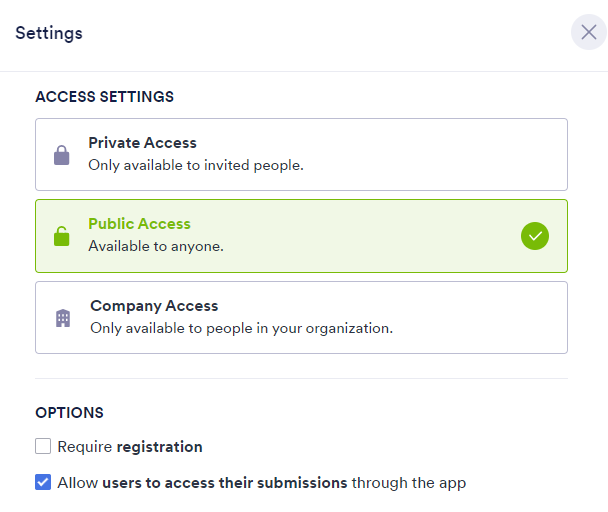 Settings
ACCESS SETTINGS
Private Access
Only available to invited people.
Public Access
Available to anyone.
Company Access
Only available to people in your organization.
OPTIONS
Require registration
Allow users to access their submissions through the app